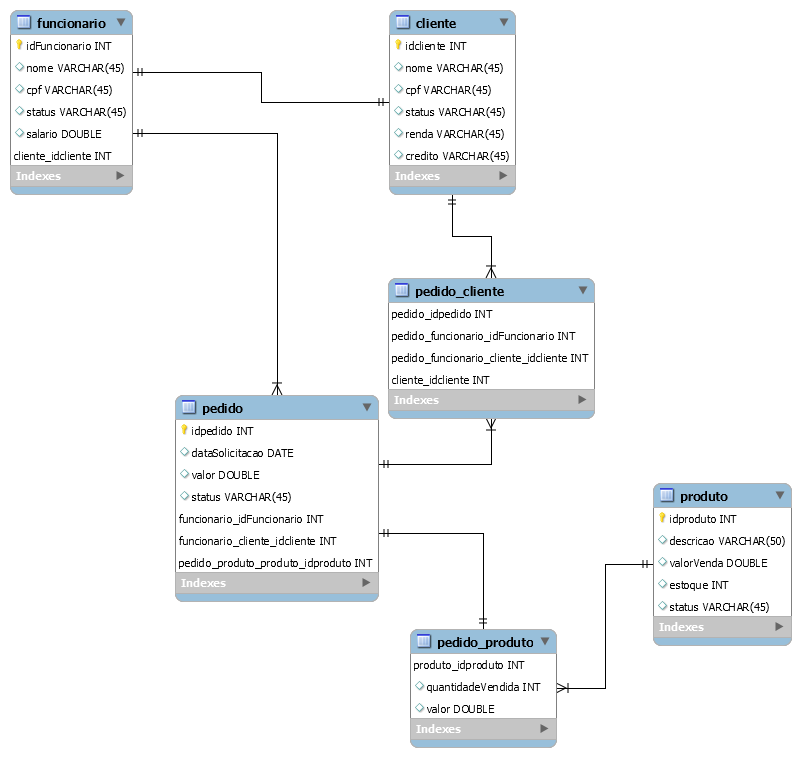 funcionario
idFuncionario INT
nome VARCHAR(45)
cpf VARCHAR(45)
status VARCHAR(45)
salario DOUBLE
cliente_idcliente INT
Indexes
cliente
idcliente INT
nome VARCHAR(45)
cpf VARCHAR(45)
status VARCHAR(45)
renda VARCHAR(45)
credito VARCHAR(45)
Indexes
pedido_cliente
pedido_idpedido INT
pedido_funcionario_idFuncionario INT
pedido_funcionario_cliente_idcliente INT
cliente_idcliente INT
Indexes
pedido
idpedido INT
dataSolicitacao DATE
valor DOUBLE
status VARCHAR(45)
funcionario_idFuncionario INT
funcionario_cliente_idcliente INT
pedido_produto_produto_idproduto INT
Indexes
produto
idproduto INT
descricao VARCHAR(50)
valorVenda DOUBLE
estoque INT
status VARCHAR(45)
Indexes
pedido_produto
produto_idproduto INT
quantidadeVendida INT
valor DOUBLE
Indexes